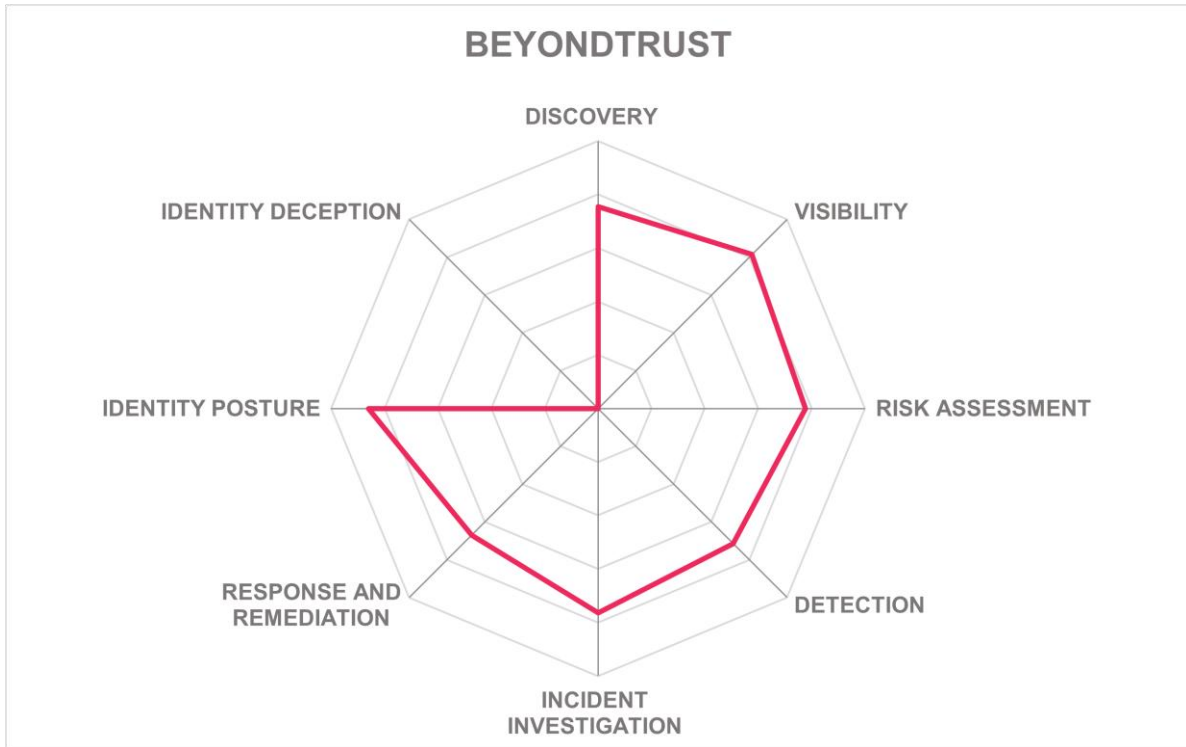 BEYONDTRUST
DISCOVERY
IDENTITY DECEPTION
VISIBILITY
IDENTITY POSTURE
RISK ASSESSMENT
RESPONSE AND
REMEDIATION
DETECTION
INCIDENT
INVESTIGATION